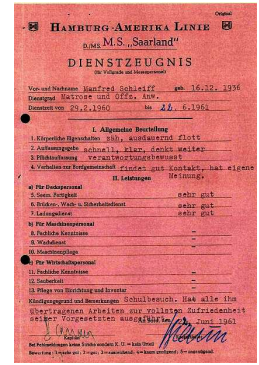 Original
HAMBURG-AMERIKA LINIE
D./M.S. M.S. „Saarland"
DIENSTZEUGNIS
(für Vollgrade und Messepersonal)
Vor- und Nachname Manfred Schleiff geb. 16.12. 1936
Dienstgrad Matrose und Offz. Anw.
Dienstzeit von 29.2.1960 bis 6.1961
I. Allgemeine Beurteilung
1. Körperliche Eigenschaften zäh, ausdauernd flott
2. Auffassungsgabe schnell, klar, denkt weiter
3. Pflichtauffassung verantwortungsbewusst
4. Verhalten zur Bordgemeinschaft findet gut Kontakt, hat eigene
Meinung.
II. Leistungen
a) Für Deckspersonal
5. Seem. Fertigkeit sehr gut
6. Brücken-, Wach- u. Sicherheitsdienst sehr gut
7. Ladungsdienst sehr gut
b) Für Maschinenpersonal
8. Fachliche Kenntnisse –
9. Wachdienst –
10. Maschinenpflege –
c) Für Wirtschaftspersonal
11. Fachliche Kenntnisse –
12. Sauberkeit –
13. Pflege von Einrichtung und Inventar –
Kündigungsgrund und Bemerkungen Schulbesuch. Hat alle ihm
übertragenen Arbeiten zur vollsten Zufriedenheit
seiner Vorgesetzten
Juni 1961
Kapitän